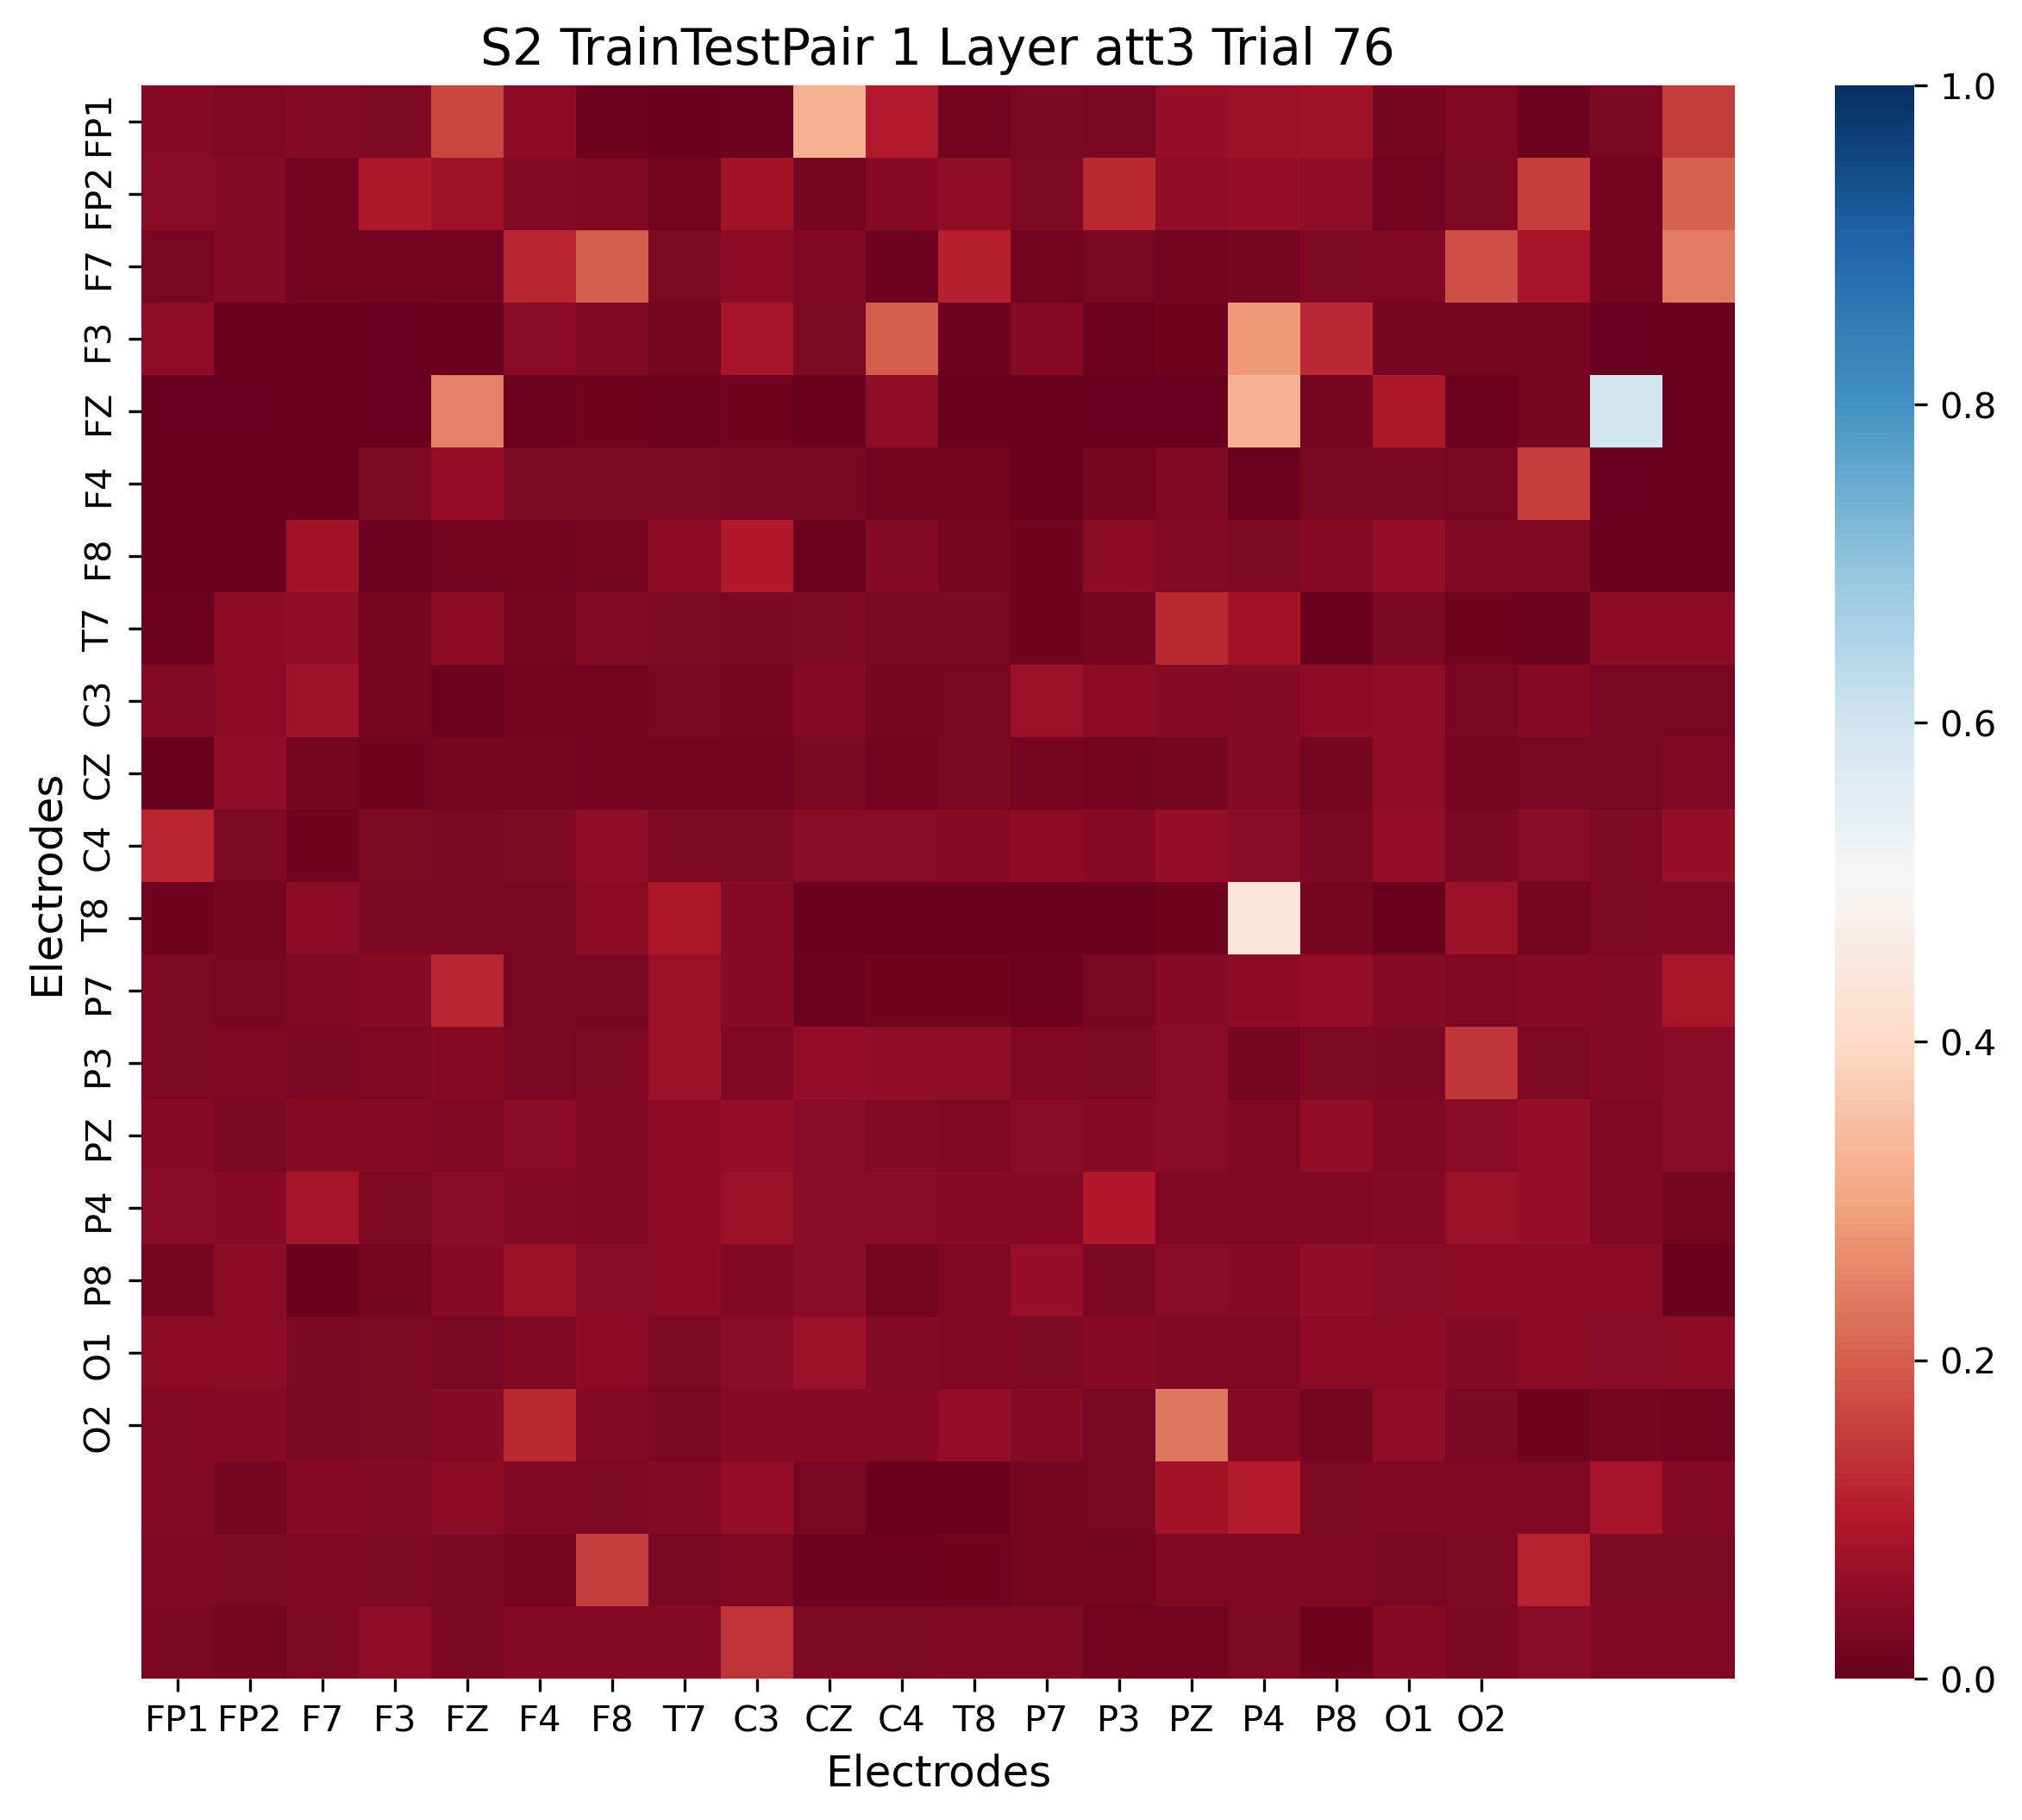 S2 TrainTestPair 1 Layer att3 Trial 76
Electrodes
FP1
FP2
F7
F3
FZ
F4
F8
T7
C3
CZ
C4
T8
P7
P3
PZ
P4
P8
O1
O2
FP1 FP2 F7 F3 FZ F4 F8 T7 C3 CZ C4 T8 P7 P3 PZ P4 P8 O1 O2
Electrodes
1.0
0.8
0.6
0.4
0.2
0.0